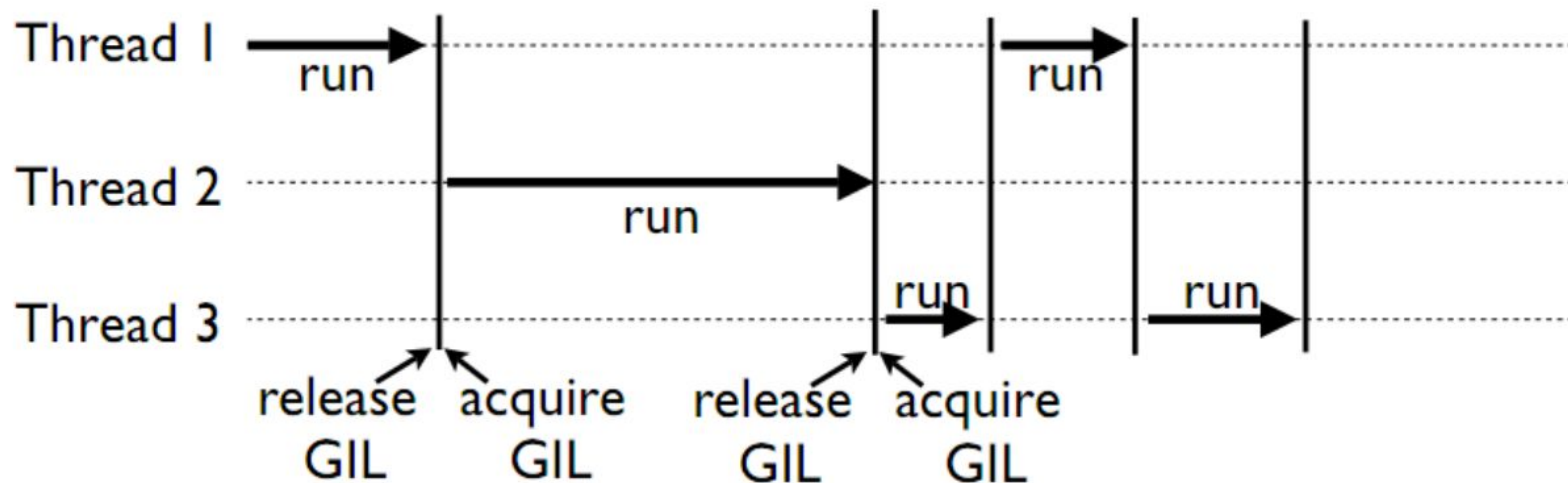 Thread 1
run
run
Thread 2
run
Thread 3
run
run
release
GIL
acquire
GIL
release
GIL
acquire
GIL